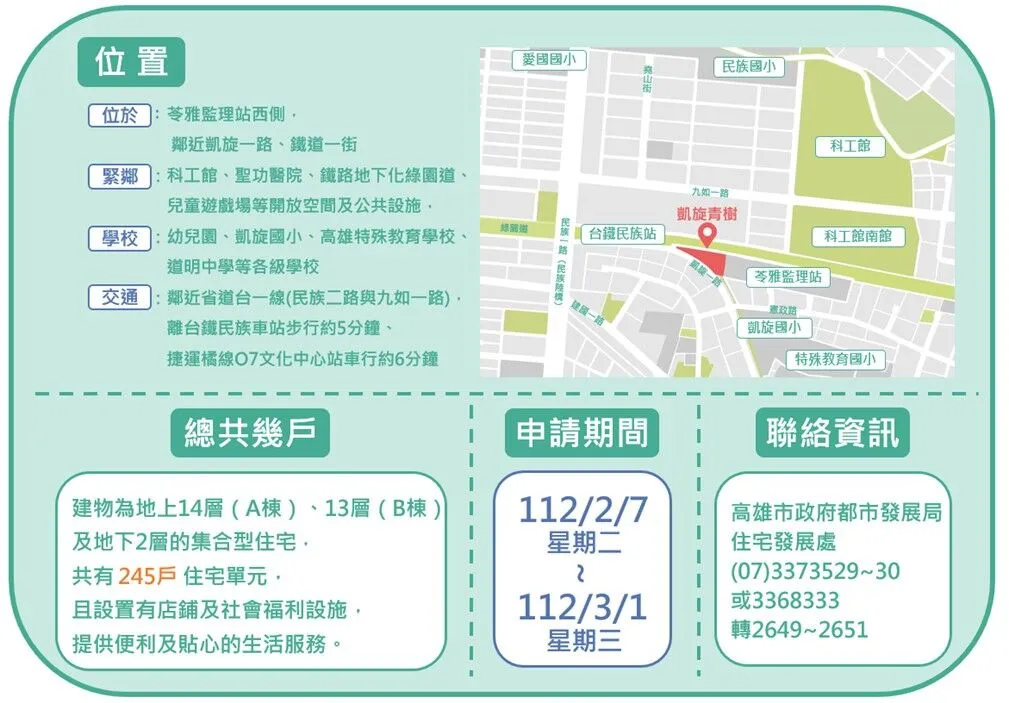 位置
位於：苓雅監理站西側，
鄰近凱旋一路、鐵道一街
緊鄰：科工館、聖功醫院、鐵路地下化綠園道、
兒童遊戲場等開放空間及公共設施，
學校：幼兒園、凱旋國小、高雄特殊教育學校、
道明中學等各級學校
交通：鄰近省道台一線(民族二路與九如一路)，
離台鐵民族車站步行約5分鐘、
捷運橘線O7文化中心站車行約6分鐘
愛國國小
堯山街
民族國小
科工館
九如一路
凱旋青樹
綠園道
台鐵民族站
科工館南館
民族一路（民族陸橋）
凱旋一路
苓雅監理站
建國一路
憲政路
凱旋國小
特殊教育國小
總共幾戶
建物為地上14層（A棟）、13層（B棟）
及地下2層的集合型住宅，
共有245戶住宅單元，
且設置有店鋪及社會福利設施，
提供便利及貼心的生活服務。
申請期間
112/2/7
星期二
~
112/3/1
星期三
聯絡資訊
高雄市政府都市發展局
住宅發展處
(07)3373529~30
或3368333
轉2649~2651